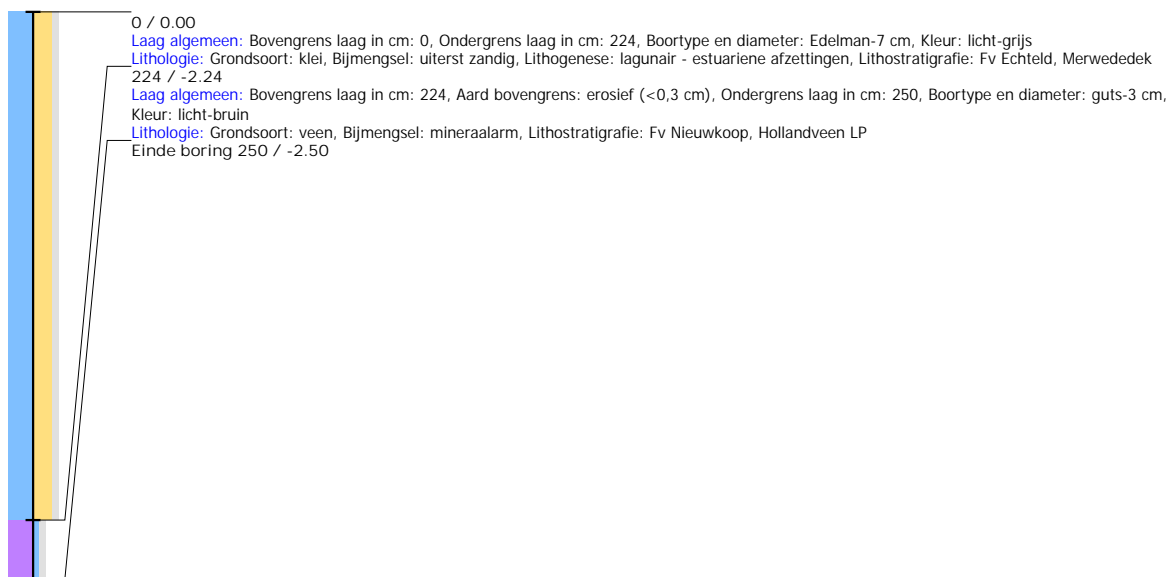 0 / 0.00
Laag algemeen: Bovengrens laag in cm: 0, Ondergrens laag in cm: 224, Boortype en diameter: Edelman-7 cm, Kleur: licht-grijs
Lithologie: Grondsoort: klei, Bijmengsel: uiterst zandig, Lithogenese: lagunair - estuariene afzettingen, Lithostratigrafie: Fv Echteld, Merwededek
224 / -2.24
Laag algemeen: Bovengrens laag in cm: 224, Aard bovengrens: erosief (<0,3 cm), Ondergrens laag in cm: 250, Boortype en diameter: guts-3 cm,
Kleur: licht-bruin
Lithologie: Grondsoort: veen, Bijmengsel: mineraalarm, Lithostratigrafie: Fv Nieuwkoop, Hollandveen LP
Einde boring 250 / -2.50